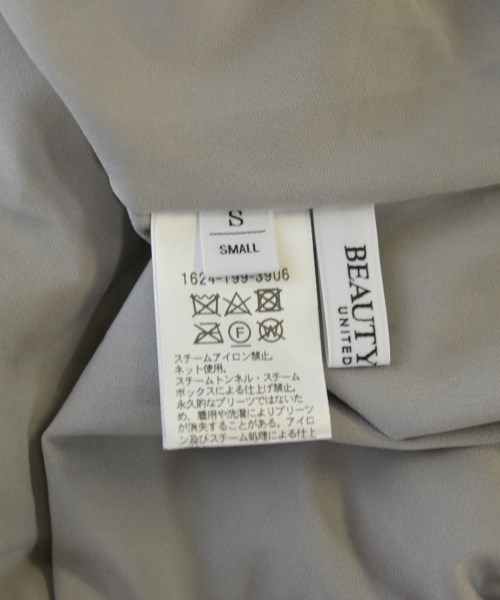 S
SMALL
1624-199-3906
F
W
スチームアイロン禁止。
ネット使用。
スチームトンネル・スチーム
ボックスによる仕上げ禁止。
永久的なプリーツではないた
め、着用や洗濯によりプリーツ
が消失することがある。アイロ
ン及びスチーム処理による仕上
BEAUTY
UNITED